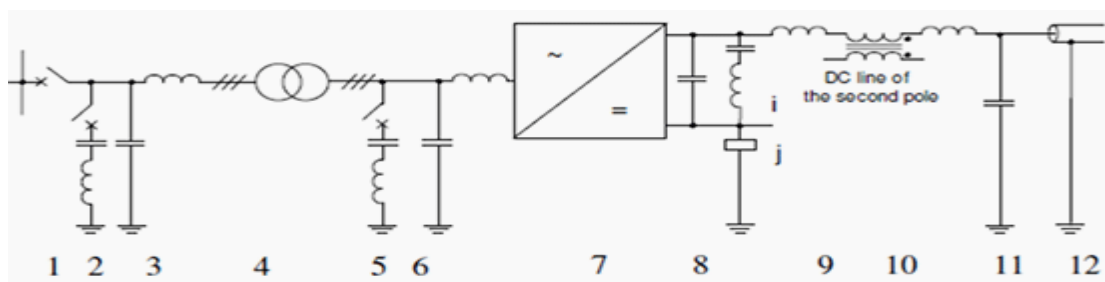 ~
=
i
j
DC line of
the second pole
1 2 3 4 5 6 7 8 9 10 11 12